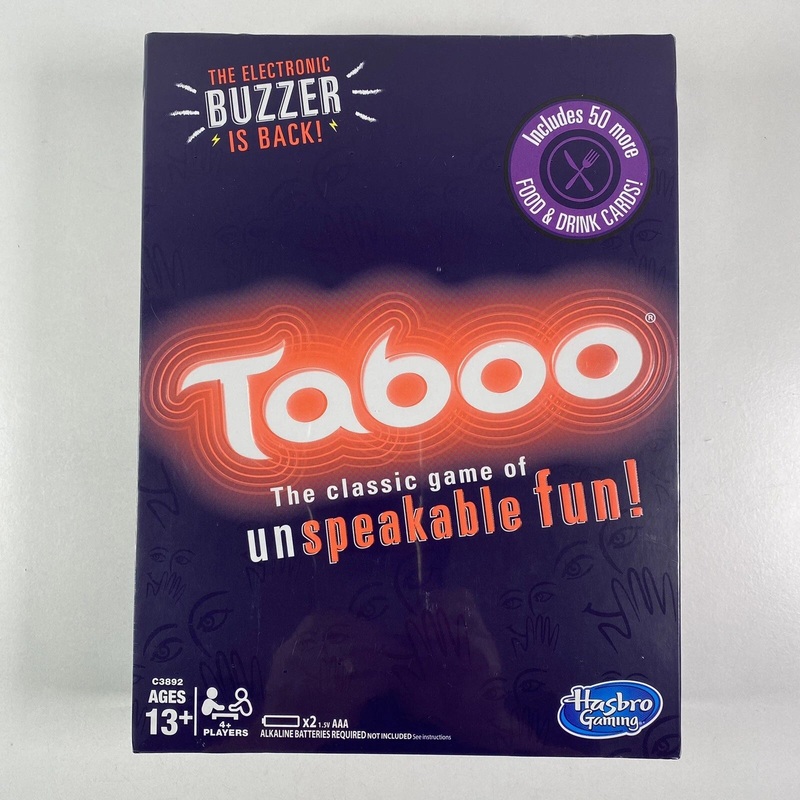 THE ELECTRONIC
BUZZER
IS BACK!
Includes 50 more
FOOD & DRINK CARDS!
Taboo®
The classic game of
unspeakable fun!
C3892
AGES
13+
4+
PLAYERS
x2 1.5V AAA
ALKALINE BATTERIES REQUIRED NOT INCLUDED See instructions
Hasbro
Gaming